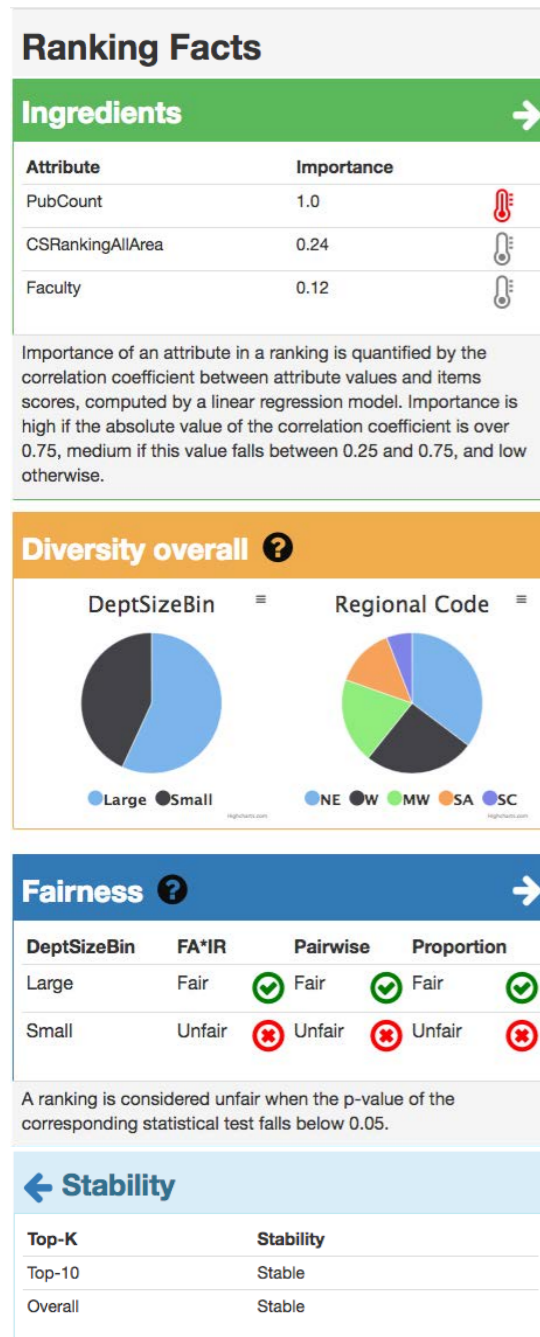 Ranking Facts
Ingredients
Attribute Importance
PubCount 1.0
CSRankingAllArea 0.24
Faculty 0.12
Importance of an attribute in a ranking is quantified by the
correlation coefficient between attribute values and items
scores, computed by a linear regression model. Importance is
high if the absolute value of the correlation coefficient is over
0.75, medium if this value falls between 0.25 and 0.75, and low
otherwise.
Diversity overall ?
DeptSizeBin Regional Code
Large Small NE W MW SA SC
Highcharts.com Highcharts.com
Fairness ?
DeptSizeBin FA*IR Pairwise Proportion
Large Fair Fair Fair
Small Unfair Unfair Unfair
A ranking is considered unfair when the p-value of the
corresponding statistical test falls below 0.05.
Stability
Top-K Stability
Top-10 Stable
Overall Stable